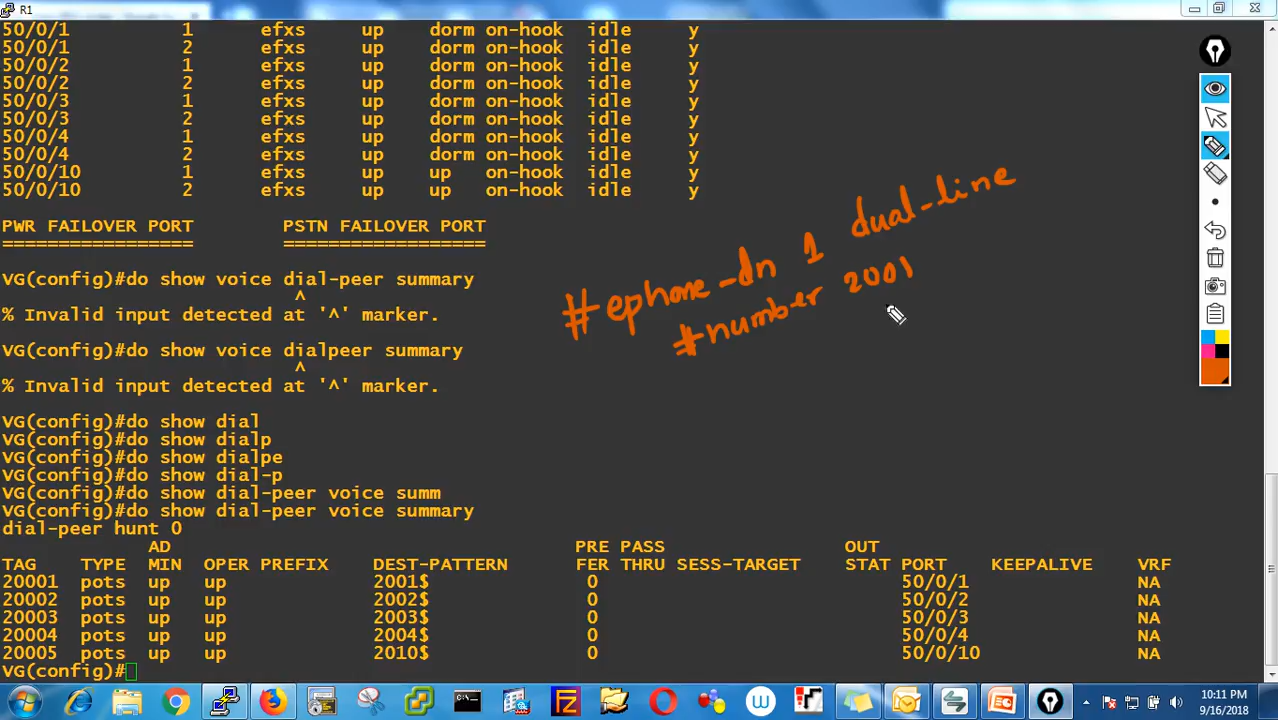 R1
50/0/1 1 efxs up dorm on-hook idle y
50/0/1 2 efxs up dorm on-hook idle y
50/0/2 1 efxs up dorm on-hook idle y
50/0/2 2 efxs up dorm on-hook idle y
50/0/3 1 efxs up dorm on-hook idle y
50/0/3 2 efxs up dorm on-hook idle y
50/0/4 1 efxs up dorm on-hook idle y
50/0/4 2 efxs up dorm on-hook idle y
50/0/10 1 efxs up up on-hook idle y
50/0/10 2 efxs up up on-hook idle y
PWR FAILOVER PORT PSTN FAILOVER PORT
================= ==================
#ephone-dn 1 dual-line
#number 2001
VG(config)#do show voice dial-peer summary
^
% Invalid input detected at '^' marker.
VG(config)#do show voice dialpeer summary
^
% Invalid input detected at '^' marker.
VG(config)#do show dial
VG(config)#do show dialp
VG(config)#do show dialpe
VG(config)#do show dial-p
VG(config)#do show dial-peer voice summ
VG(config)#do show dial-peer voice summary
dial-peer hunt 0
AD PRE PASS OUT
TAG TYPE MIN OPER PREFIX DEST-PATTERN FER THRU SESS-TARGET STAT PORT KEEPALIVE VRF
20001 pots up up 2001$ 0 50/0/1 NA
20002 pots up up 2002$ 0 50/0/2 NA
20003 pots up up 2003$ 0 50/0/3 NA
20004 pots up up 2004$ 0 50/0/4 NA
20005 pots up up 2010$ 0 50/0/10 NA
VG(config)#
10:11 PM
9/16/2018